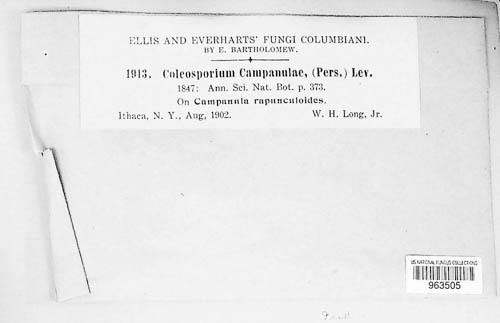 ELLIS AND EVERHARTS' FUNGI COLUMBIANI.
BY E. BARTHOLOMEW.
1913. Coleosporium Campanulae, (Pers.) Lev.
1847: Ann. Sci. Nat. Bot. p. 373.
On Campanula rapunculoides.
Ithaca, N. Y., Aug, 1902. W. H. Long, Jr.
US NATIONAL FUNGUS COLLECTIONS
963505